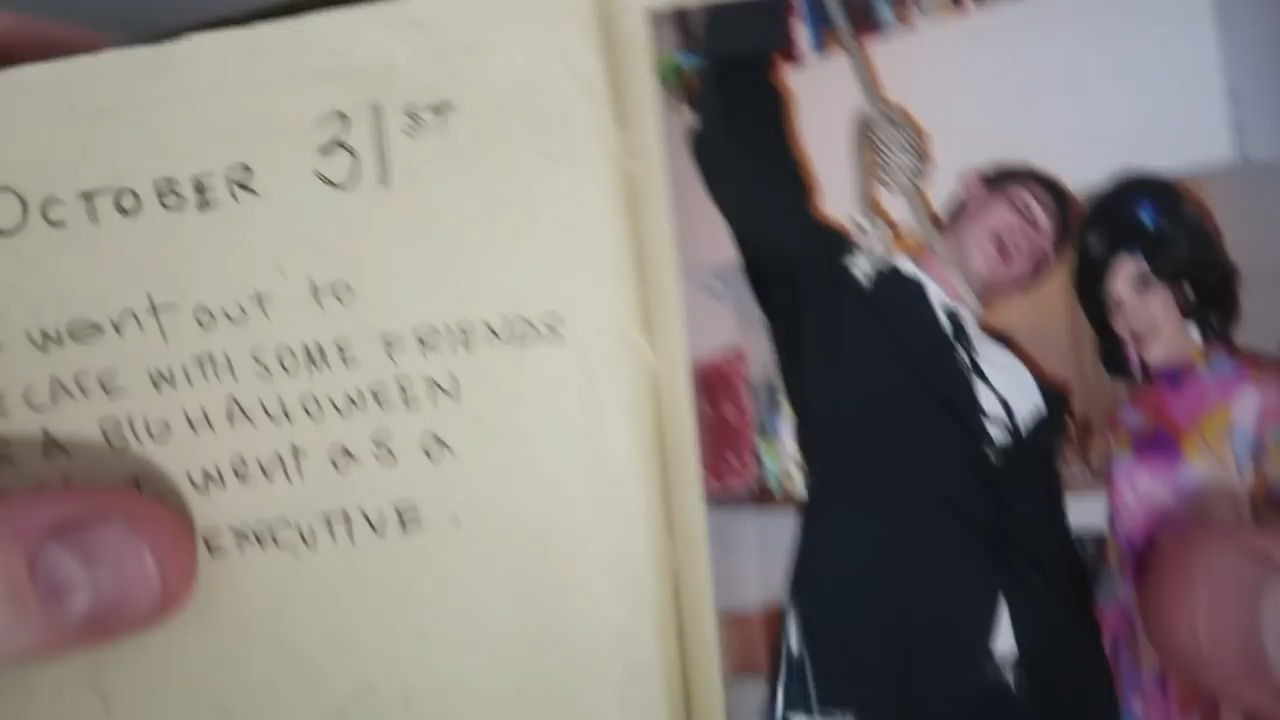 OCTOBER 31ST
went out to
CAFE WITH SOME FRIENDS
A BIG HALLOWEEN
went as a
EXECUTIVE.